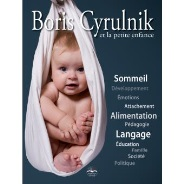 Boris Cyrulnik
et la petite enfance
Sommeil
Développement
Émotions
Attachement
Alimentation
Pédagogie
Langage
Éducation
Famille
Société
Politique